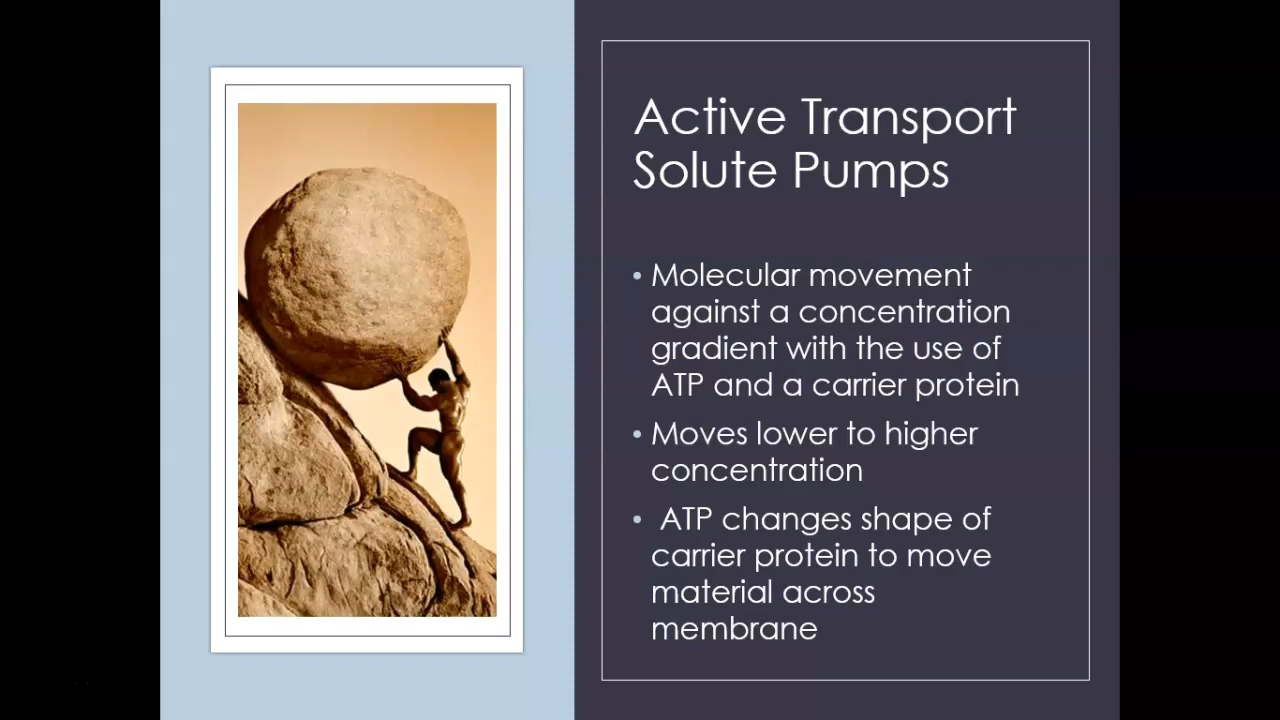 Active Transport
Solute Pumps
• Molecular movement
against a concentration
gradient with the use of
ATP and a carrier protein
• Moves lower to higher
concentration
• ATP changes shape of
carrier protein to move
material across
membrane